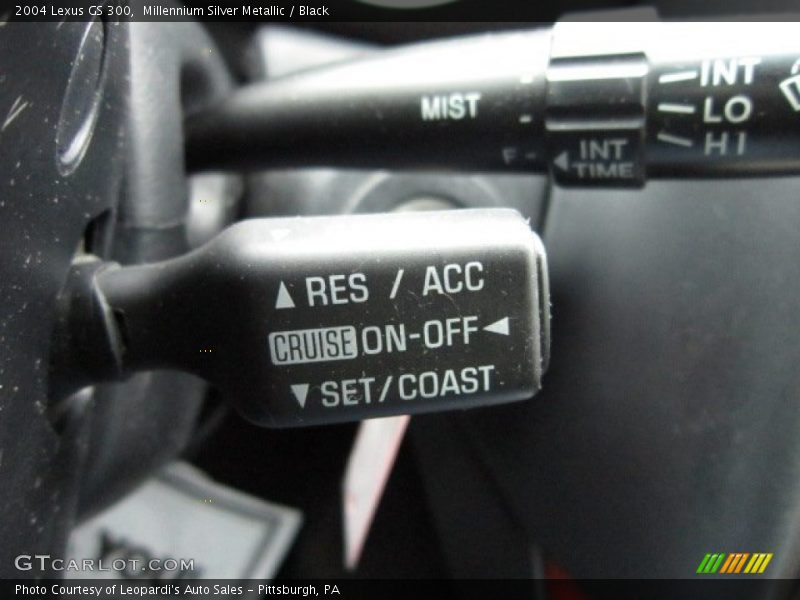 2004 Lexus GS 300, Millennium Silver Metallic / Black
MIST
INT
LO
HI
INT
TIME
F
▲ RES / ACC
CRUISE ON-OFF ◀
▼ SET/COAST
GTCARLOT.COM
Photo Courtesy of Leopardi's Auto Sales - Pittsburgh, PA